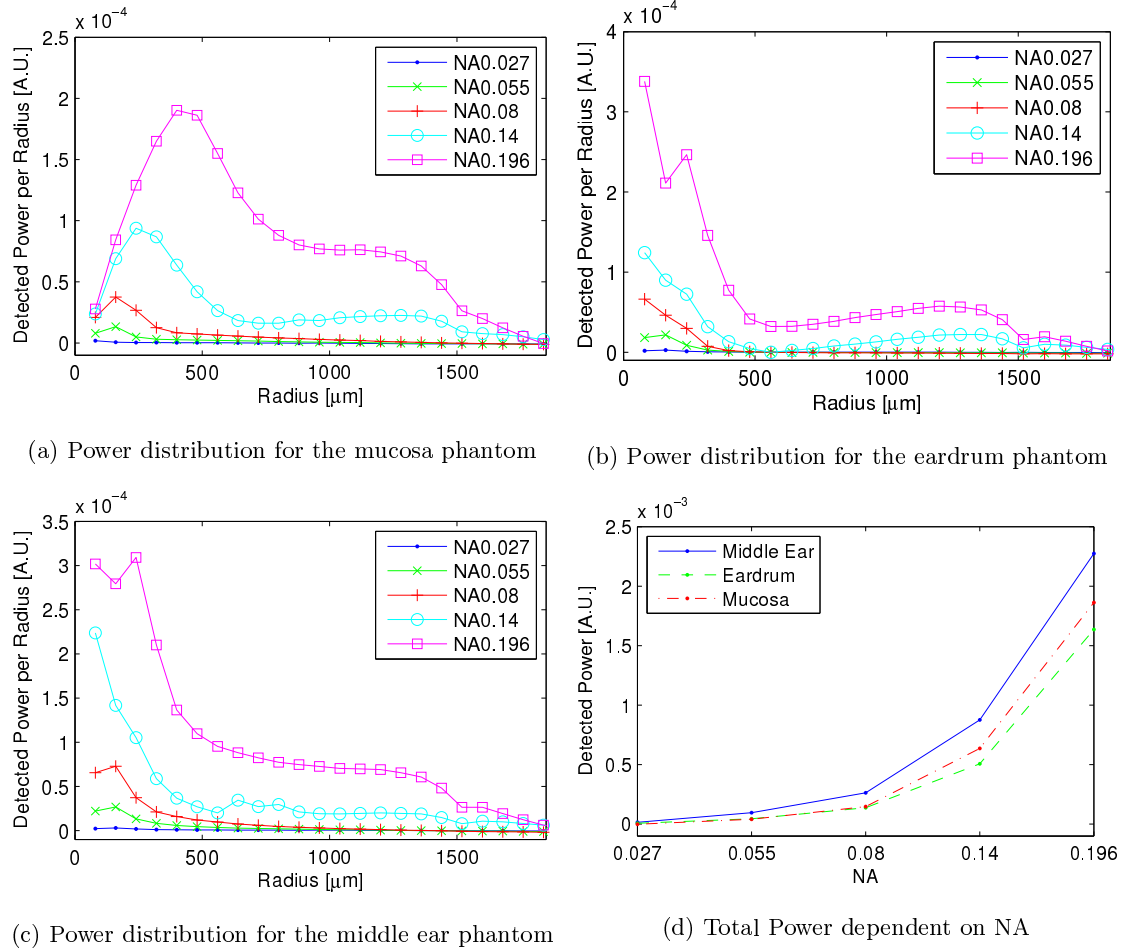 x 10⁻⁴
2.5
2
1.5
1
0.5
0
0
500
1000
1500
Detected Power per Radius [A.U.]
Radius [μm]
NA0.027
NA0.055
NA0.08
NA0.14
NA0.196
(a) Power distribution for the mucosa phantom
x 10⁻⁴
4
3
2
1
0
0
500
1000
1500
Detected Power per Radius [A.U.]
Radius [μm]
NA0.027
NA0.055
NA0.08
NA0.14
NA0.196
(b) Power distribution for the eardrum phantom
x 10⁻⁴
3.5
3
2.5
2
1.5
1
0.5
0
0
500
1000
1500
Detected Power per Radius [A.U.]
Radius [μm]
NA0.027
NA0.055
NA0.08
NA0.14
NA0.196
(c) Power distribution for the middle ear phantom
x 10⁻³
2.5
2
1.5
1
0.5
0
0.027
0.055
0.08
0.14
0.196
Detected Power [A.U.]
NA
Middle Ear
Eardrum
Mucosa
(d) Total Power dependent on NA